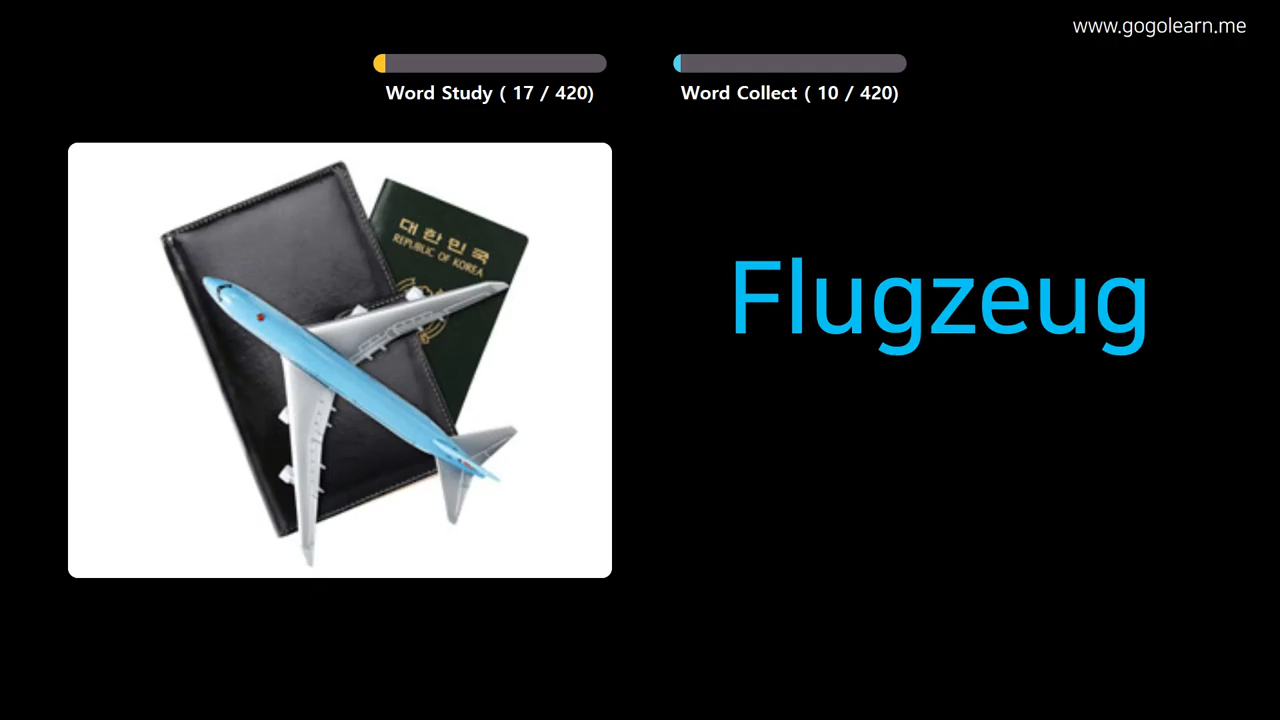 www.gogolearn.me
Word Study ( 17 / 420)
Word Collect ( 10 / 420)
대한민국
REPUBLIC OF KOREA
Flugzeug